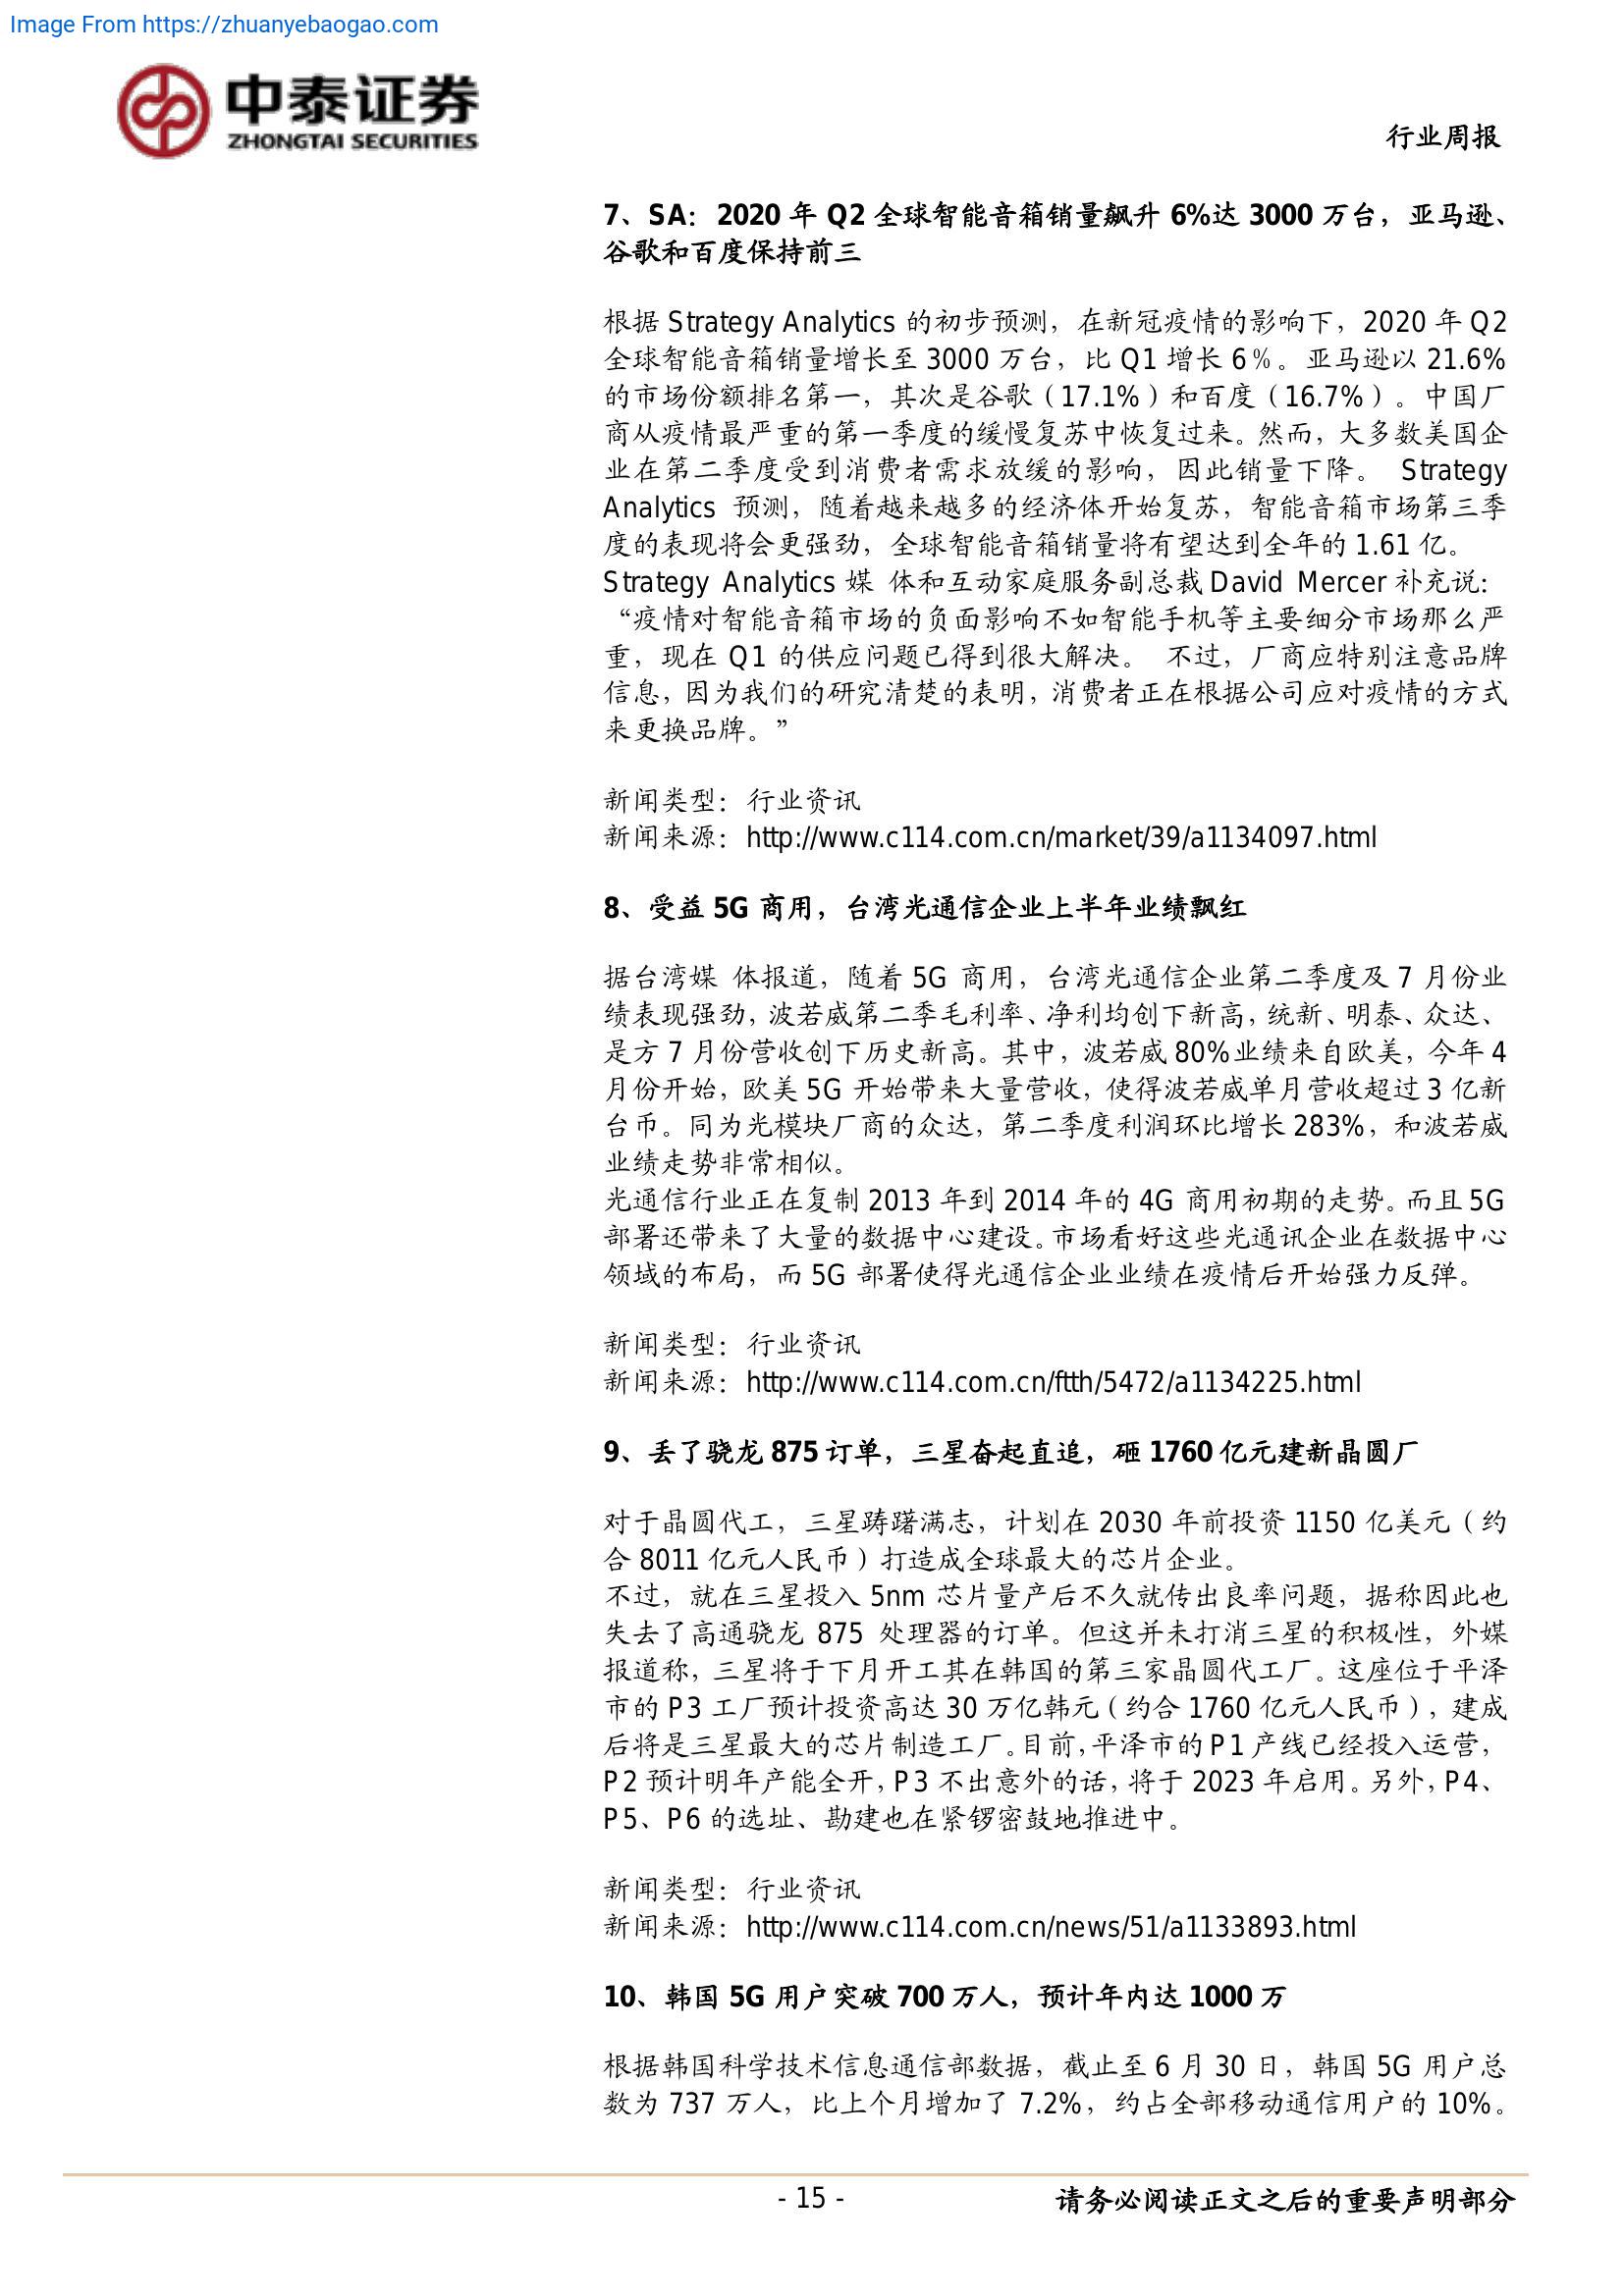 Image From https://zhuanyebaogao.com
中泰证券
ZHONGTAI SECURITIES
行业周报
7、SA：2020 年 Q2 全球智能音箱销量飙升 6%达 3000 万台，亚马逊、
谷歌和百度保持前三
根据 Strategy Analytics 的初步预测，在新冠疫情的影响下，2020 年 Q2
全球智能音箱销量增长至 3000 万台，比 Q1 增长 6％。亚马逊以 21.6%
的市场份额排名第一，其次是谷歌（17.1%）和百度（16.7%）。中国厂
商从疫情最严重的第一季度的缓慢复苏中恢复过来。然而，大多数美国企
业在第二季度受到消费者需求放缓的影响，因此销量下降。 Strategy
Analytics 预测，随着越来越多的经济体开始复苏，智能音箱市场第三季
度的表现将会更强劲，全球智能音箱销量将有望达到全年的 1.61 亿。
Strategy Analytics 媒 体和互动家庭服务副总裁 David Mercer 补充说：
“疫情对智能音箱市场的负面影响不如智能手机等主要细分市场那么严
重，现在 Q1 的供应问题已得到很大解决。 不过，厂商应特别注意品牌
信息，因为我们的研究清楚的表明，消费者正在根据公司应对疫情的方式
来更换品牌。”
新闻类型：行业资讯
新闻来源：http://www.c114.com.cn/market/39/a1134097.html
8、受益 5G 商用，台湾光通信企业上半年业绩飘红
据台湾媒 体报道，随着 5G 商用，台湾光通信企业第二季度及 7 月份业
绩表现强劲，波若威第二季毛利率、净利均创下新高，统新、明泰、众达、
是方 7 月份营收创下历史新高。其中，波若威 80%业绩来自欧美，今年 4
月份开始，欧美 5G 开始带来大量营收，使得波若威单月营收超过 3 亿新
台币。同为光模块厂商的众达，第二季度利润环比增长 283%，和波若威
业绩走势非常相似。
光通信行业正在复制 2013 年到 2014 年的 4G 商用初期的走势。而且 5G
部署还带来了大量的数据中心建设。市场看好这些光通讯企业在数据中心
领域的布局，而 5G 部署使得光通信企业业绩在疫情后开始强力反弹。
新闻类型：行业资讯
新闻来源：http://www.c114.com.cn/ftth/5472/a1134225.html
9、丢了骁龙 875 订单，三星奋起直追，砸 1760 亿元建新晶圆厂
对于晶圆代工，三星踌躇满志，计划在 2030 年前投资 1150 亿美元（约
合 8011 亿元人民币）打造成全球最大的芯片企业。
不过，就在三星投入 5nm 芯片量产后不久就传出良率问题，据称因此也
失去了高通骁龙 875 处理器的订单。但这并未打消三星的积极性，外媒
报道称，三星将于下月开工其在韩国的第三家晶圆代工厂。这座位于平泽
市的 P3 工厂预计投资高达 30 万亿韩元（约合 1760 亿元人民币），建成
后将是三星最大的芯片制造工厂。目前，平泽市的 P1 产线已经投入运营，
P2 预计明年产能全开，P3 不出意外的话，将于 2023 年启用。另外，P4、
P5、P6 的选址、勘建也在紧锣密鼓地推进中。
新闻类型：行业资讯
新闻来源：http://www.c114.com.cn/news/51/a1133893.html
10、韩国 5G 用户突破 700 万人，预计年内达 1000 万
根据韩国科学技术信息通信部数据，截止至 6 月 30 日，韩国 5G 用户总
数为 737 万人，比上个月增加了 7.2%，约占全部移动通信用户的 10%。
- 15 -
请务必阅读正文之后的重要声明部分